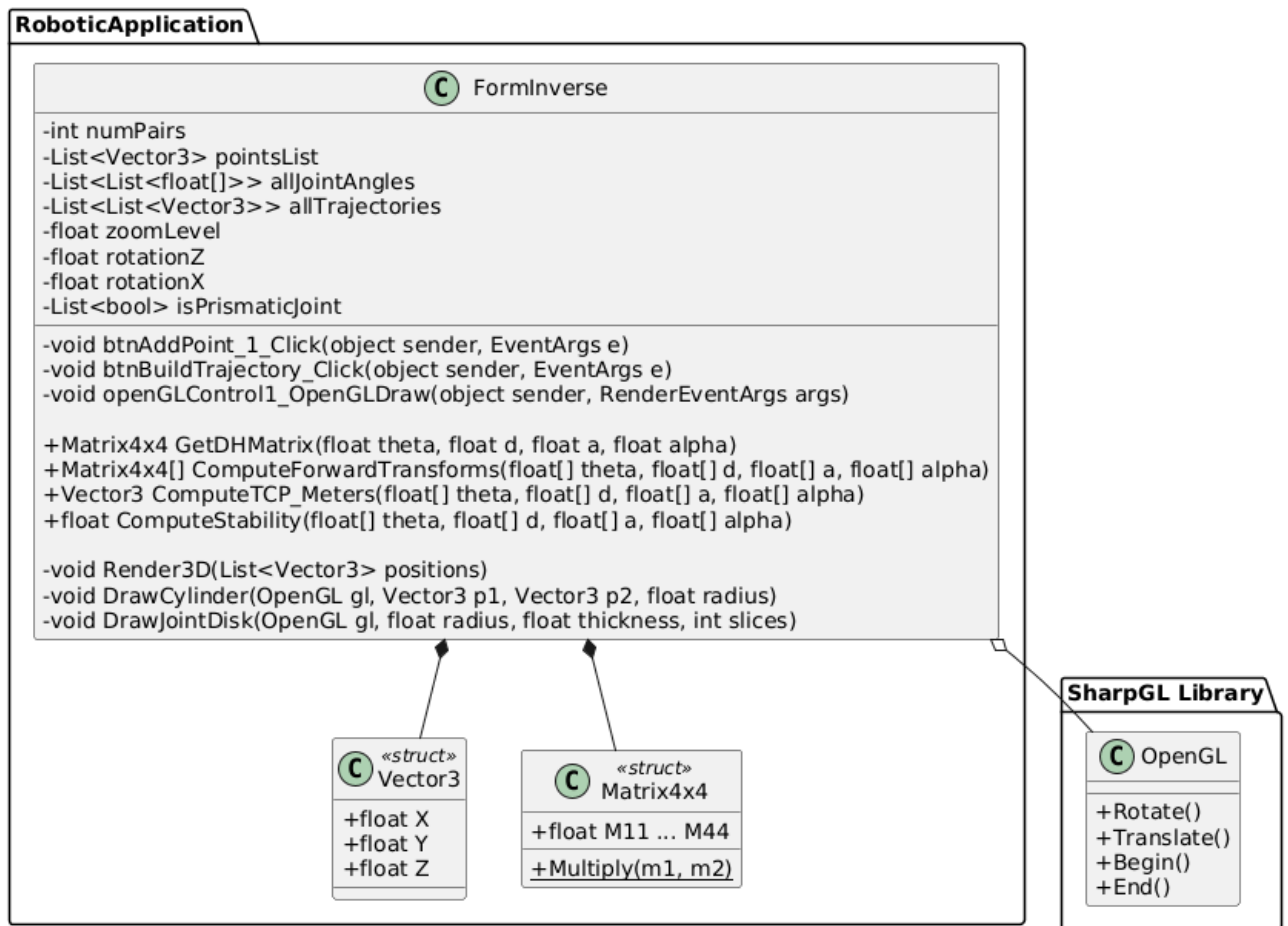 RoboticApplication
C FormInverse
-int numPairs
-List<Vector3> pointsList
-List<List<float[]>> allJointAngles
-List<List<Vector3>> allTrajectories
-float zoomLevel
-float rotationZ
-float rotationX
-List<bool> isPrismaticJoint
-void btnAddPoint_1_Click(object sender, EventArgs e)
-void btnBuildTrajectory_Click(object sender, EventArgs e)
-void openGLControl1_OpenGLDraw(object sender, RenderEventArgs args)
+Matrix4x4 GetDHMatrix(float theta, float d, float a, float alpha)
+Matrix4x4[] ComputeForwardTransforms(float[] theta, float[] d, float[] a, float[] alpha)
+Vector3 ComputeTCP_Meters(float[] theta, float[] d, float[] a, float[] alpha)
+float ComputeStability(float[] theta, float[] d, float[] a, float[] alpha)
-void Render3D(List<Vector3> positions)
-void DrawCylinder(OpenGL gl, Vector3 p1, Vector3 p2, float radius)
-void DrawJointDisk(OpenGL gl, float radius, float thickness, int slices)
C «struct»
Vector3
+float X
+float Y
+float Z
C «struct»
Matrix4x4
+float M11 ... M44
+Multiply(m1, m2)
SharpGL Library
C OpenGL
+Rotate()
+Translate()
+Begin()
+End()